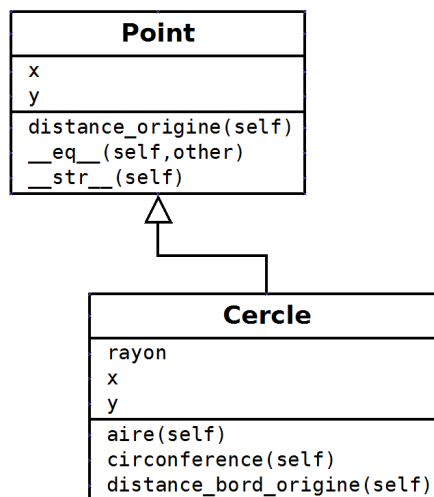 Point
x
y
distance_origine(self)
__eq__(self,other)
__str__(self)
Cercle
rayon
x
y
aire(self)
circonference(self)
distance_bord_origine(self)